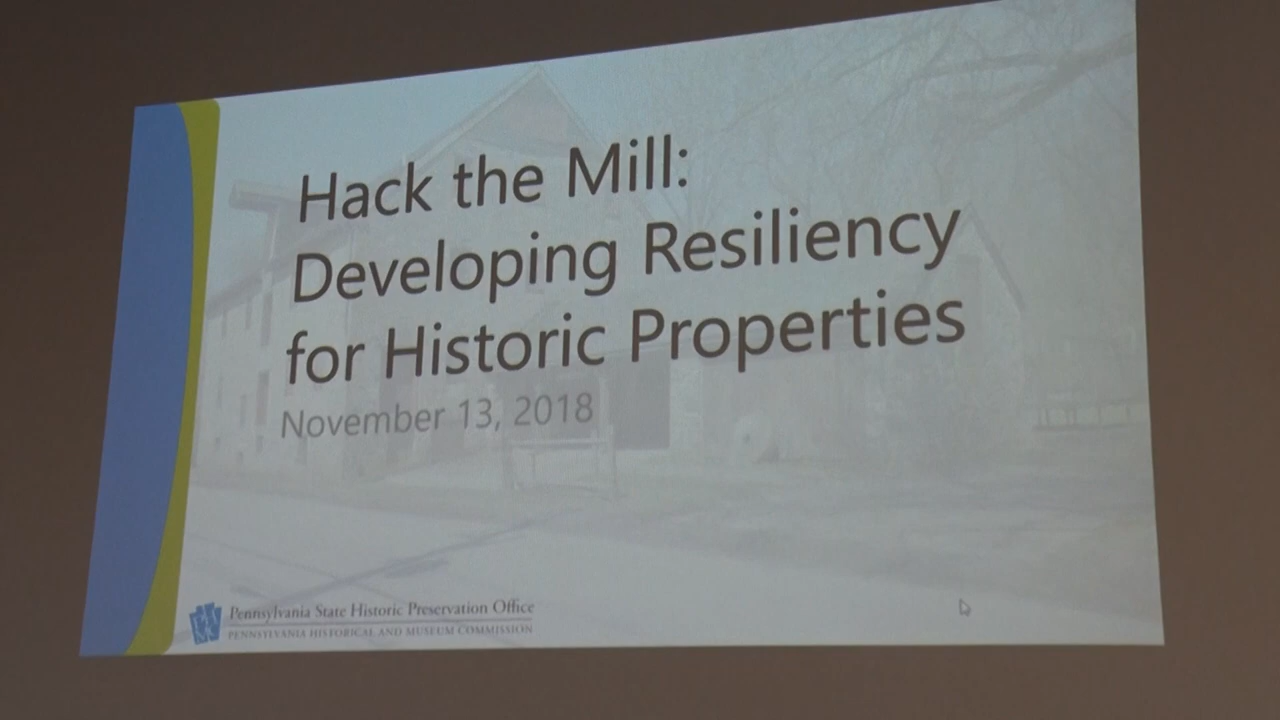 Hack the Mill:
Developing Resiliency
for Historic Properties
November 13, 2018
Pennsylvania State Historic Preservation Office
PENNSYLVANIA HISTORICAL AND MUSEUM COMMISSION